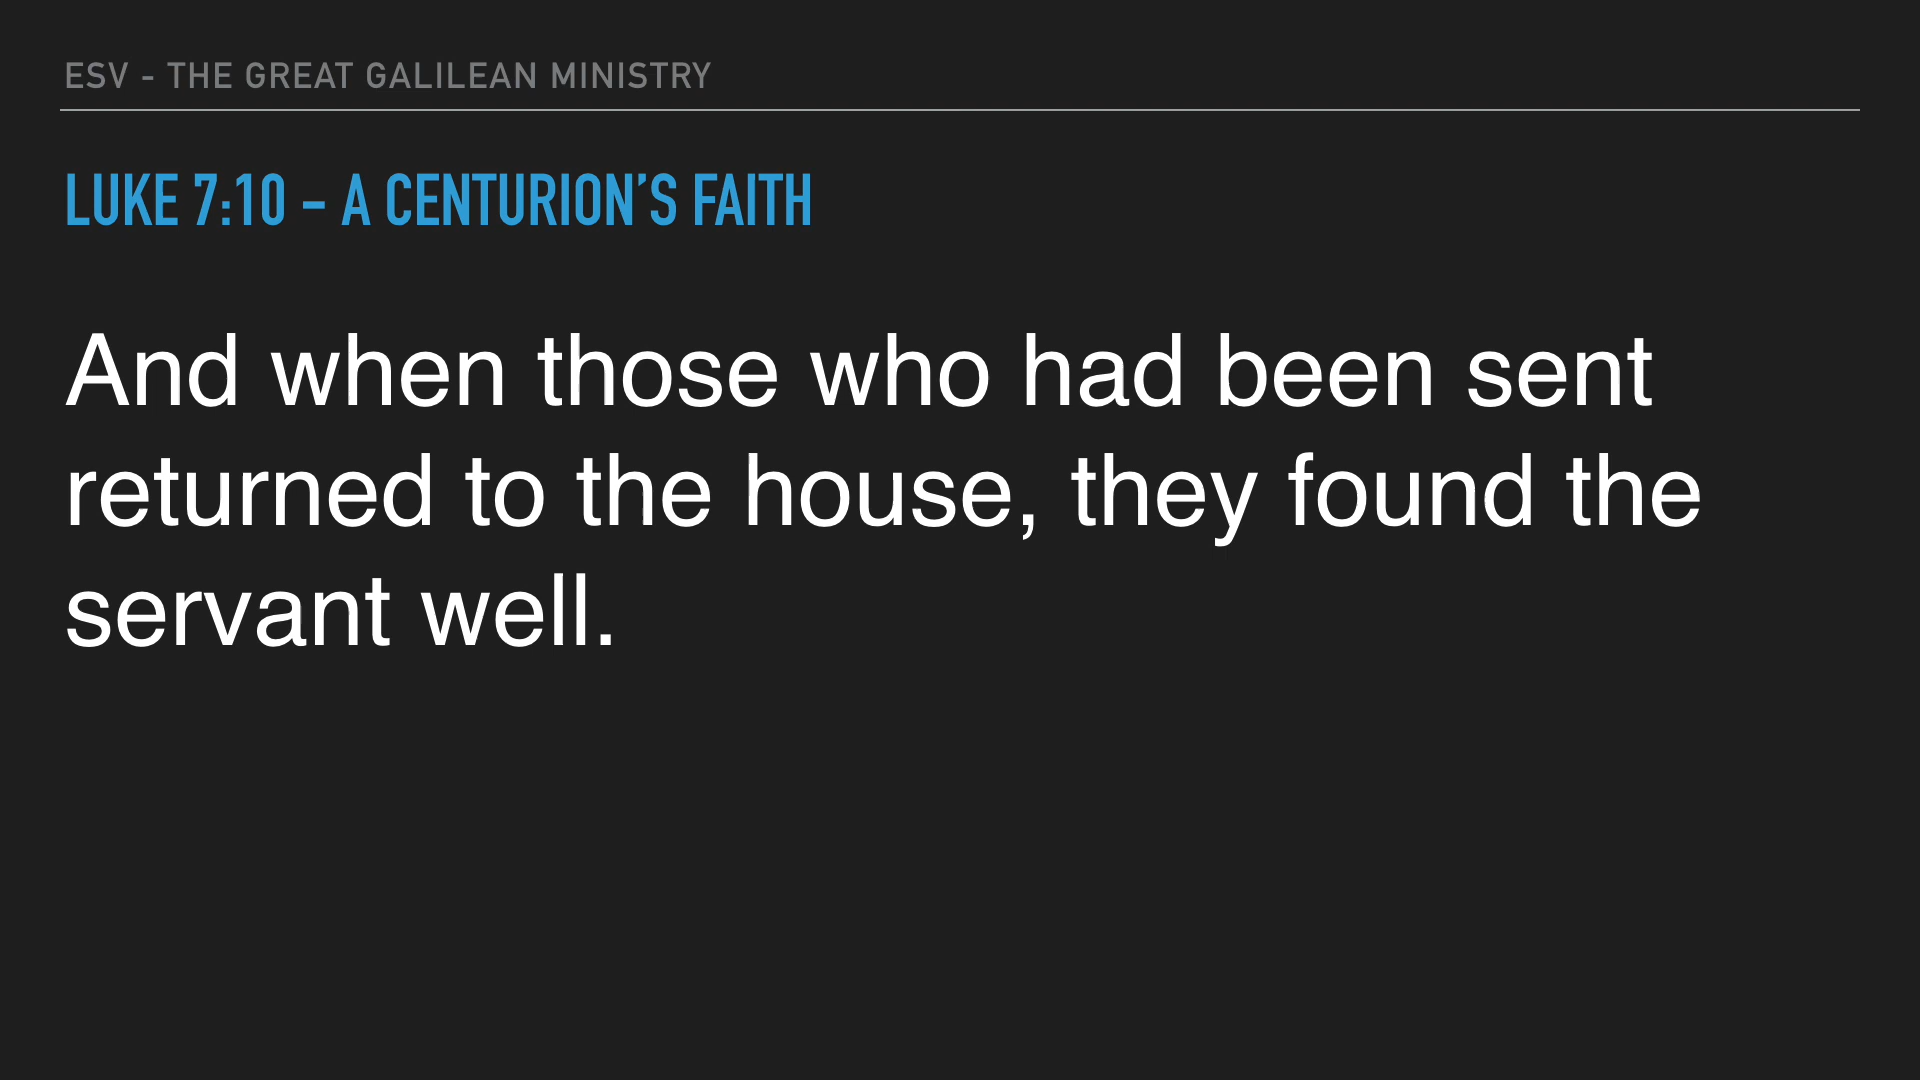 ESV - THE GREAT GALILEAN MINISTRY
LUKE 7:10 – A CENTURION’S FAITH
And when those who had been sent
returned to the house, they found the
servant well.